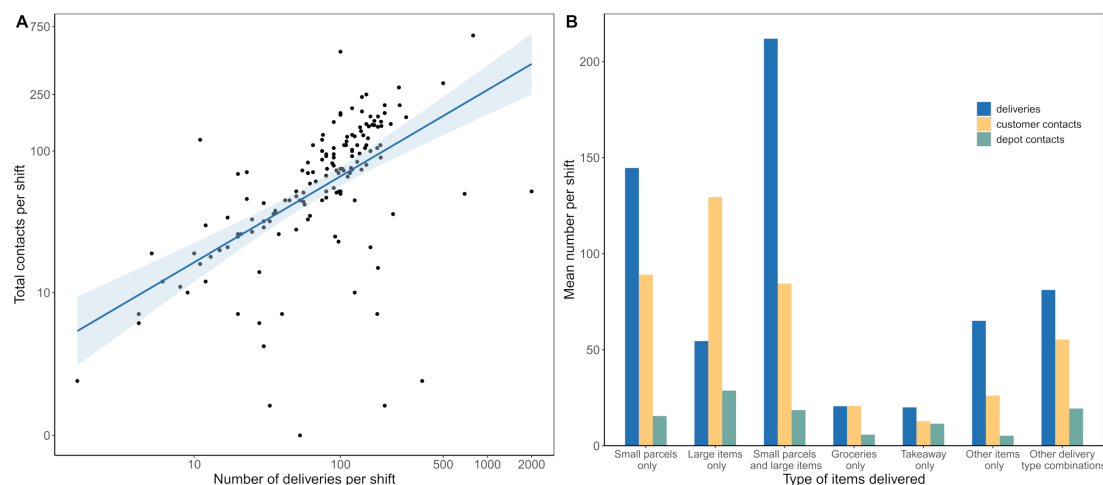 A
Total contacts per shift
750
250
100
10
0
10
100
500
1000
2000
Number of deliveries per shift
B
Mean number per shift
200
150
100
50
0
deliveries
customer contacts
depot contacts
Small parcels
only
Large items
only
Small parcels
and large items
Groceries
only
Takeaway
only
Other items
only
Other delivery
type combinations
Type of items delivered